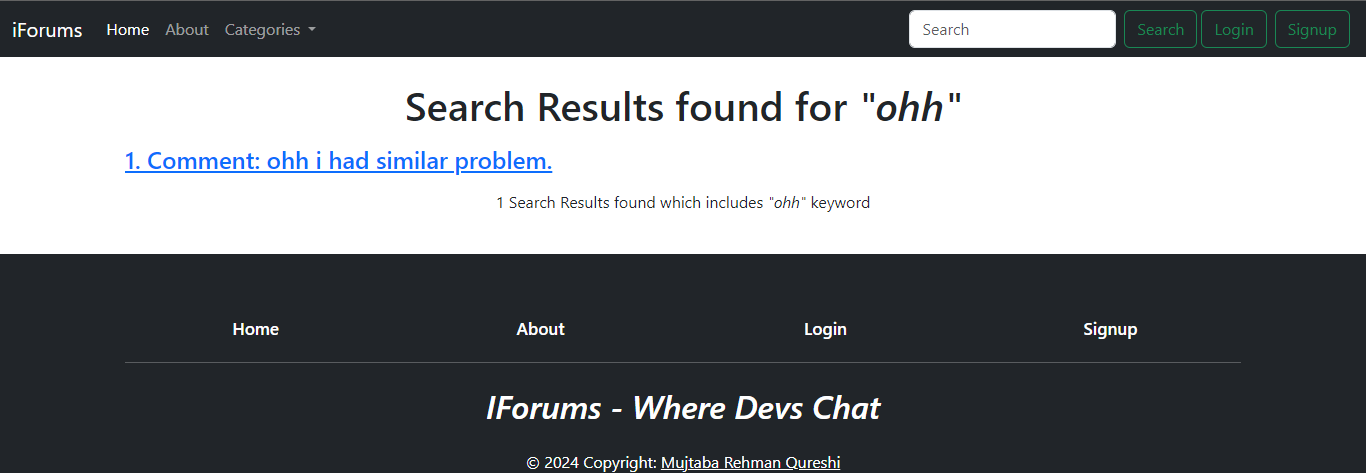 iForums Home About Categories Search Search Login Signup
Search Results found for "ohh"
1. Comment: ohh i had similar problem.
1 Search Results found which includes "ohh" keyword
Home About Login Signup
IForums - Where Devs Chat
© 2024 Copyright: Mujtaba Rehman Qureshi